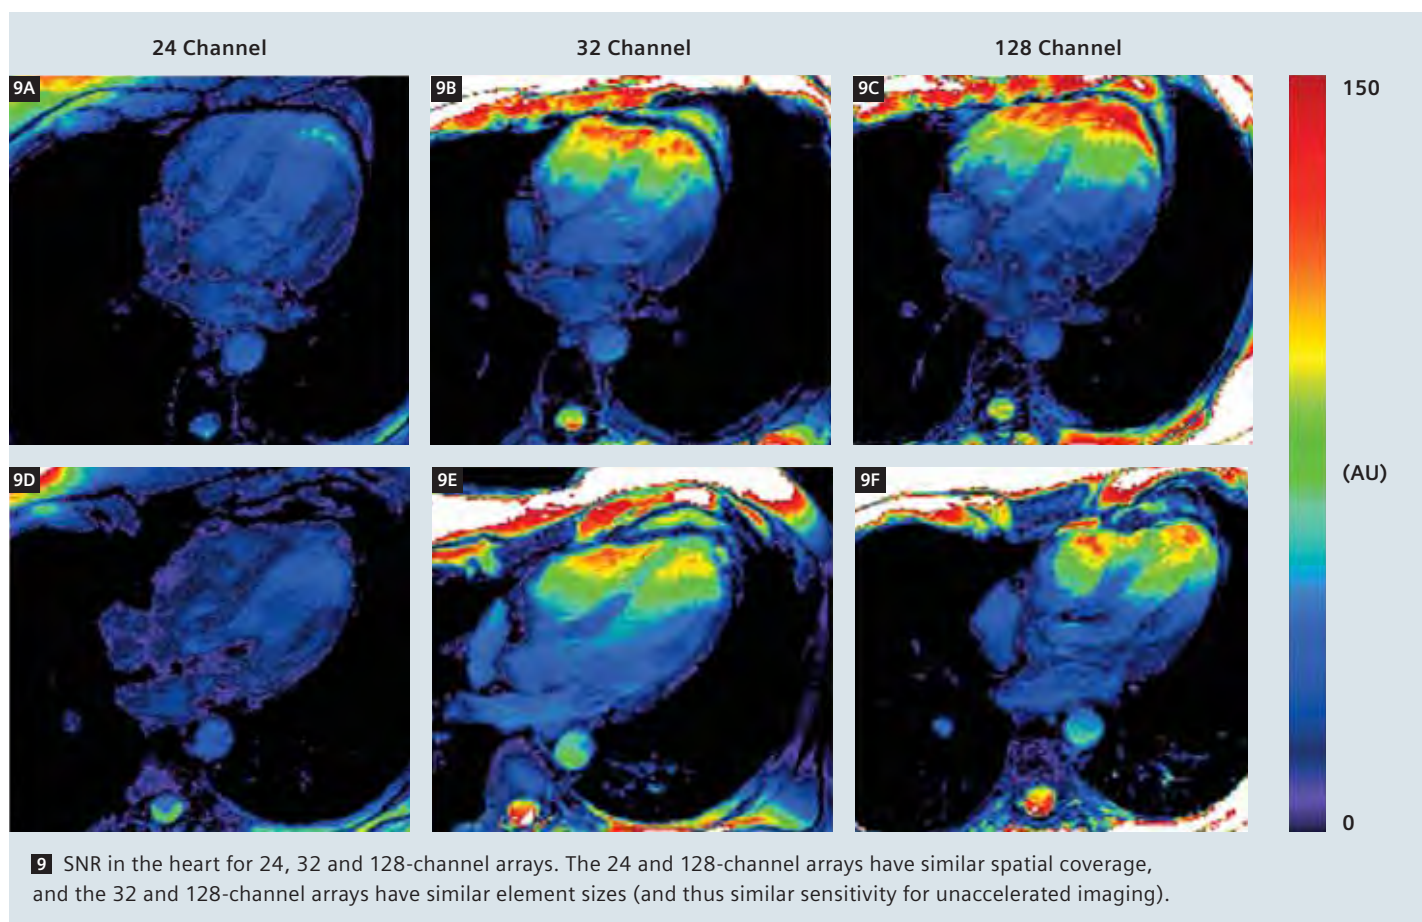 24 Channel
32 Channel
128 Channel
9A
9B
9C
150
9D
9E
9F
(AU)
0
9 SNR in the heart for 24, 32 and 128-channel arrays. The 24 and 128-channel arrays have similar spatial coverage,
and the 32 and 128-channel arrays have similar element sizes (and thus similar sensitivity for unaccelerated imaging).